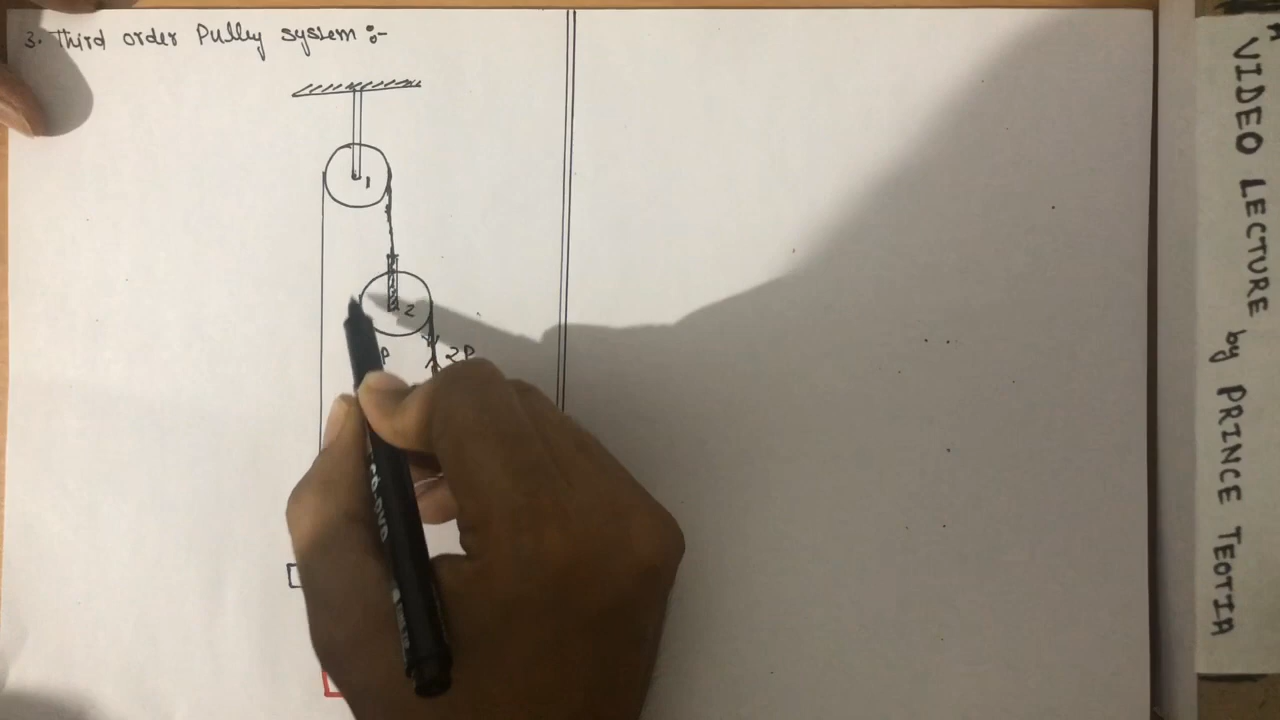 3. Third order Pulley system :-
1
2
P 2P
VIDEO LECTURE by PRINCE TEOTIA